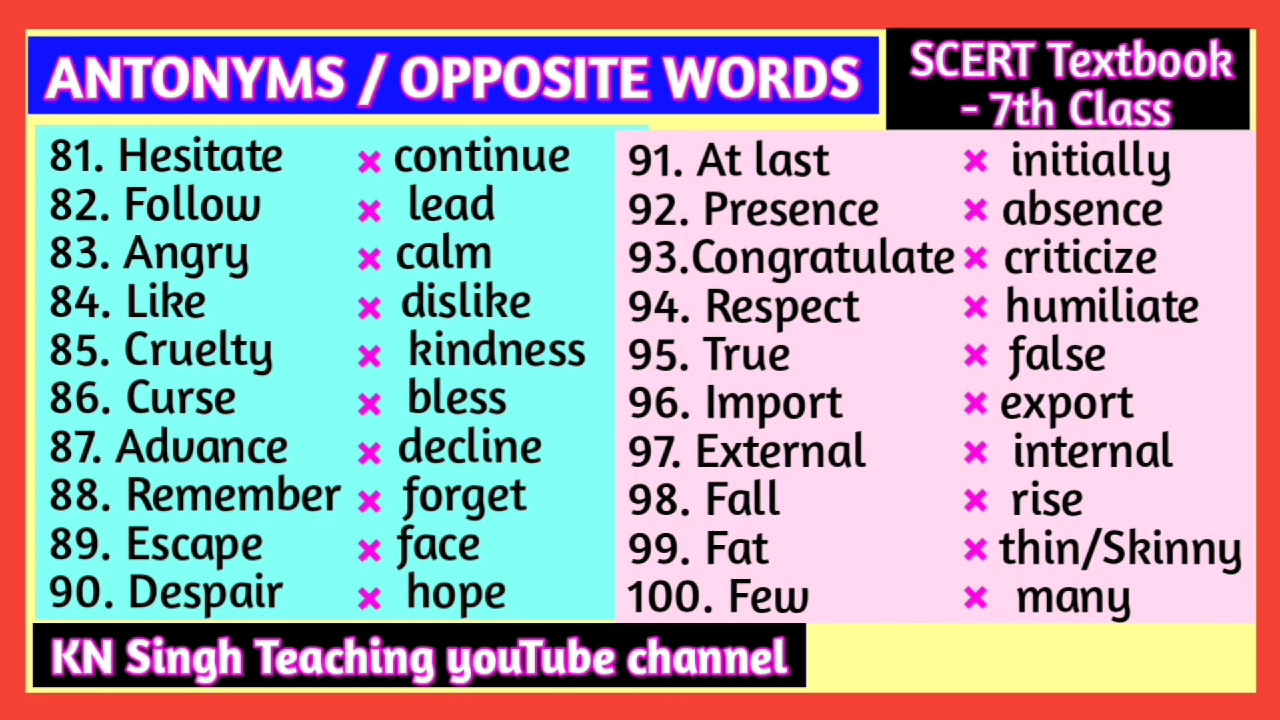 ANTONYMS / OPPOSITE WORDS
SCERT Textbook
- 7th Class
81. Hesitate × continue
82. Follow × lead
83. Angry × calm
84. Like × dislike
85. Cruelty × kindness
86. Curse × bless
87. Advance × decline
88. Remember × forget
89. Escape × face
90. Despair × hope
91. At last × initially
92. Presence × absence
93.Congratulate × criticize
94. Respect × humiliate
95. True × false
96. Import × export
97. External × internal
98. Fall × rise
99. Fat × thin/Skinny
100. Few × many
KN Singh Teaching youTube channel